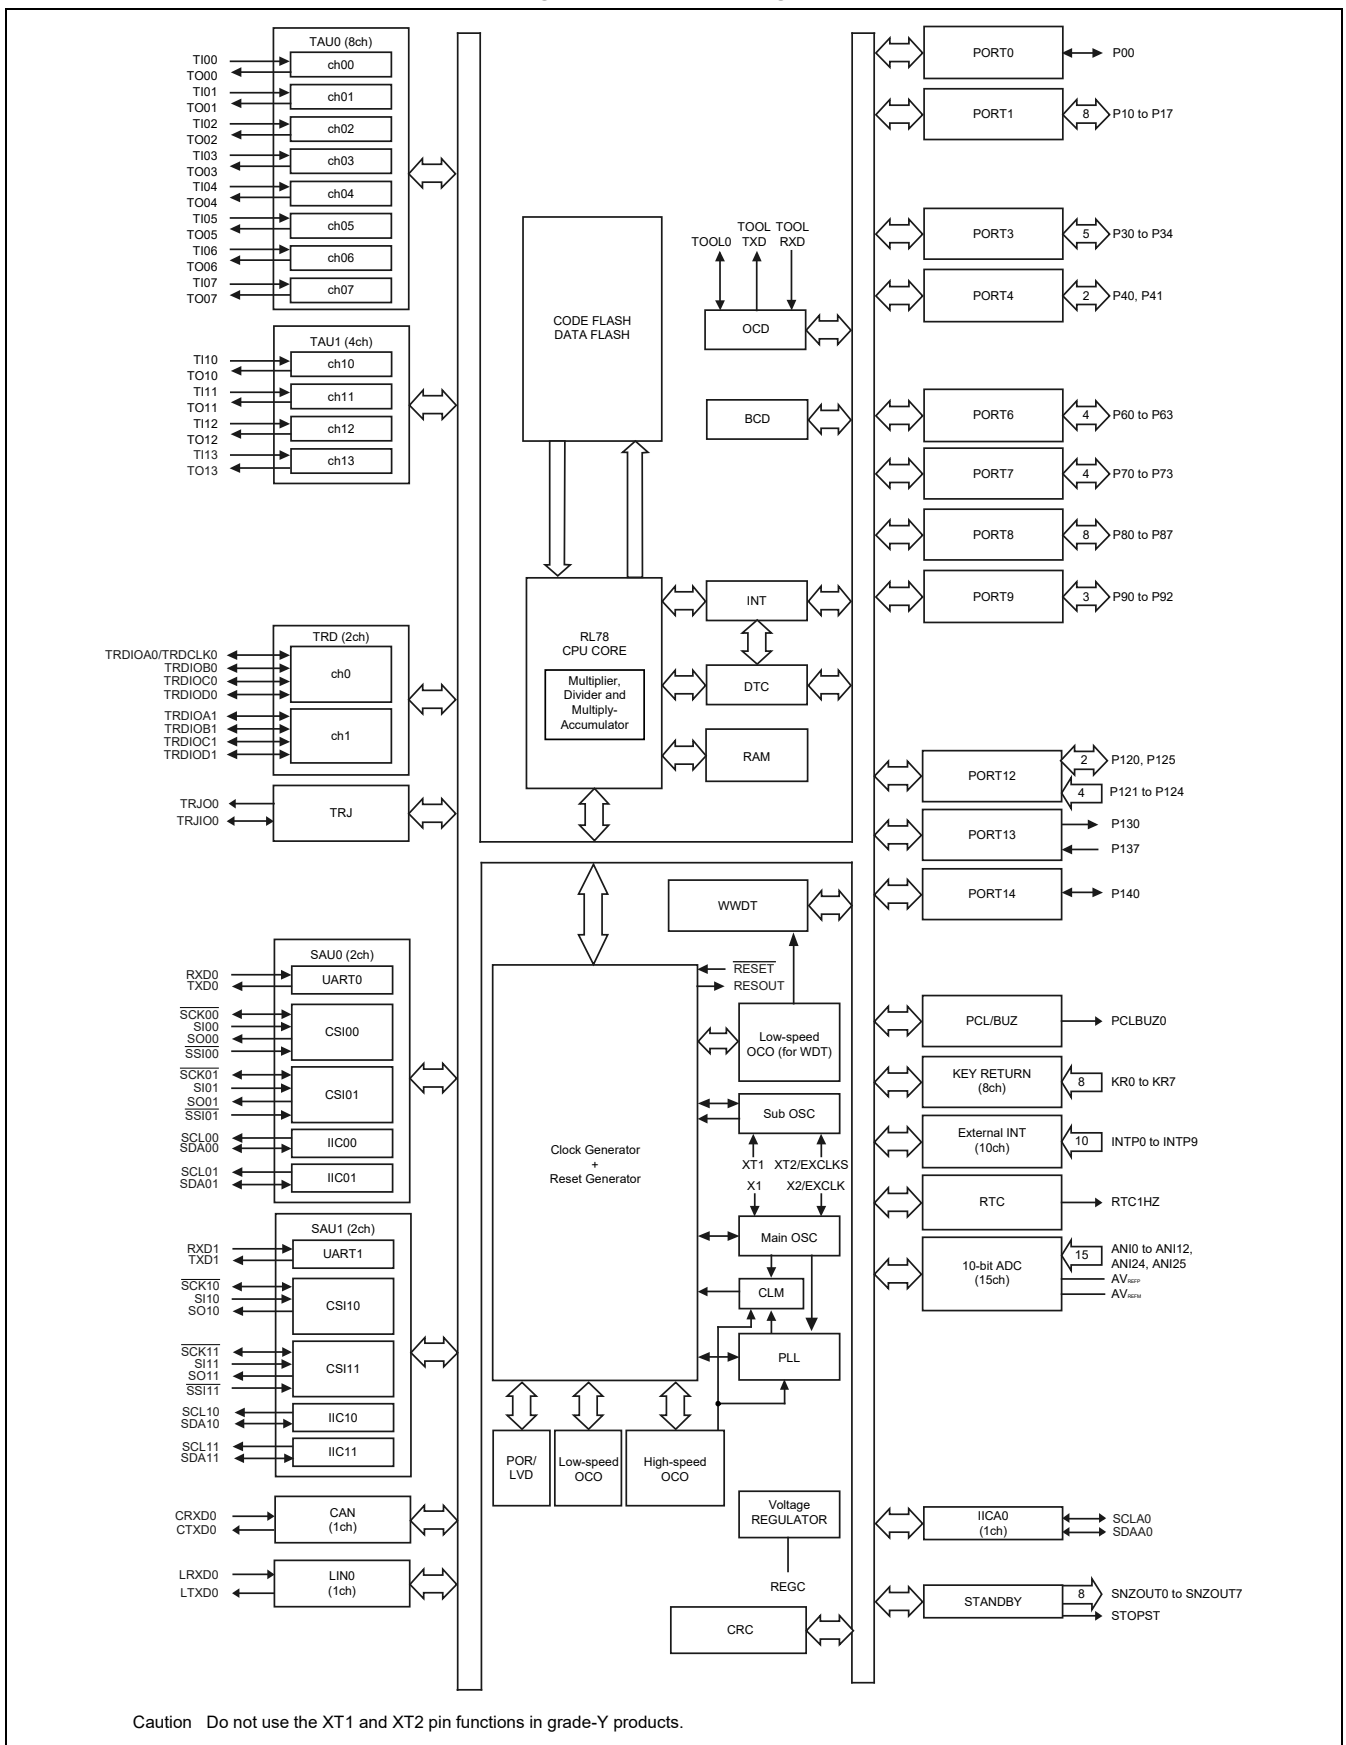 TAU0 (8ch)
TI00
TO00
ch00
TI01
TO01
ch01
TI02
TO02
ch02
TI03
TO03
ch03
TI04
TO04
ch04
TI05
TO05
ch05
TI06
TO06
ch06
TI07
TO07
ch07
TAU1 (4ch)
TI10
TO10
ch10
TI11
TO11
ch11
TI12
TO12
ch12
TI13
TO13
ch13
TRD (2ch)
TRDIOA0/TRDCLK0
TRDIOB0
TRDIOC0
TRDIOD0
ch0
TRDIOA1
TRDIOB1
TRDIOC1
TRDIOD1
ch1
TRJO0
TRJIO0
TRJ
SAU0 (2ch)
RXD0
TXD0
UART0
SCK00
SI00
SO00
SSI00
CSI00
SCK01
SI01
SO01
SSI01
CSI01
SCL00
SDA00
IIC00
SCL01
SDA01
IIC01
SAU1 (2ch)
RXD1
TXD1
UART1
SCK10
SI10
SO10
CSI10
SCK11
SI11
SO11
SSI11
CSI11
SCL10
SDA10
IIC10
SCL11
SDA11
IIC11
CRXD0
CTXD0
CAN
(1ch)
LRXD0
LTXD0
LIN0
(1ch)
CODE FLASH
DATA FLASH
TOOL0
TOOL
TXD
TOOL
RXD
OCD
BCD
RL78
CPU CORE
Multiplier,
Divider and
Multiply-
Accumulator
INT
DTC
RAM
WWDT
RESET
RESOUT
Clock Generator
+
Reset Generator
Low-speed
OCO (for WDT)
Sub OSC
XT1
XT2/EXCLKS
X1
X2/EXCLK
Main OSC
CLM
PLL
POR/
LVD
Low-speed
OCO
High-speed
OCO
Voltage
REGULATOR
REGC
CRC
PORT0
P00
PORT1
8
P10 to P17
PORT3
5
P30 to P34
PORT4
2
P40, P41
PORT6
4
P60 to P63
PORT7
4
P70 to P73
PORT8
8
P80 to P87
PORT9
3
P90 to P92
PORT12
2
P120, P125
4
P121 to P124
PORT13
P130
P137
PORT14
P140
PCL/BUZ
PCLBUZ0
KEY RETURN
(8ch)
8
KR0 to KR7
External INT
(10ch)
10
INTP0 to INTP9
RTC
RTC1HZ
10-bit ADC
(15ch)
15
ANI0 to ANI12,
ANI24, ANI25
AVREFP
AVREFM
IICA0
(1ch)
SCLA0
SDAA0
STANDBY
8
SNZOUT0 to SNZOUT7
STOPST
Caution Do not use the XT1 and XT2 pin functions in grade-Y products.